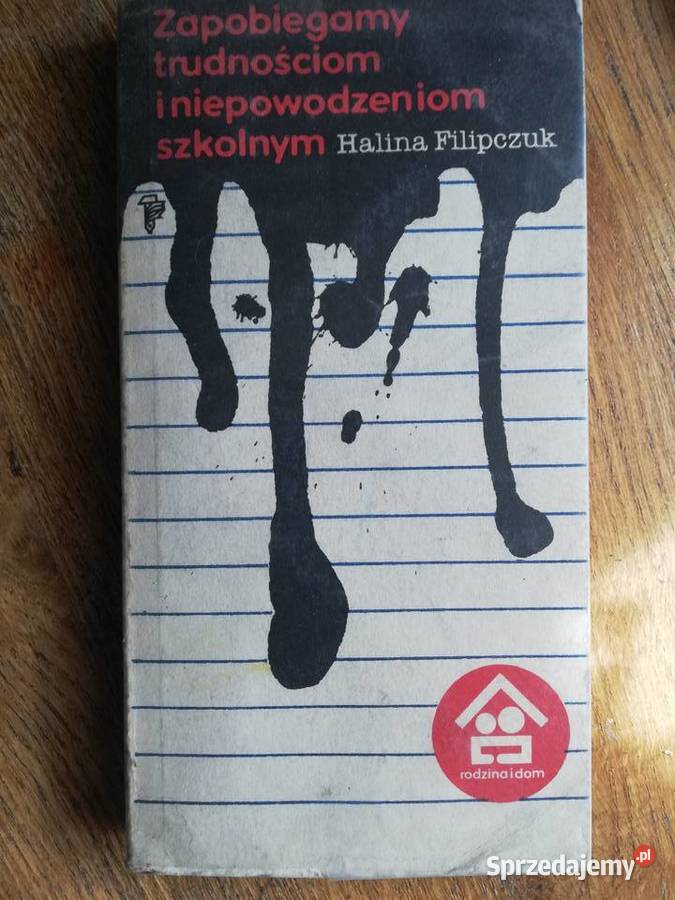 Zapobiegamy
trudnościom
i niepowodzeniom
szkolnym Halina Filipczuk
rodzina i dom
Sprzedajemy.pl